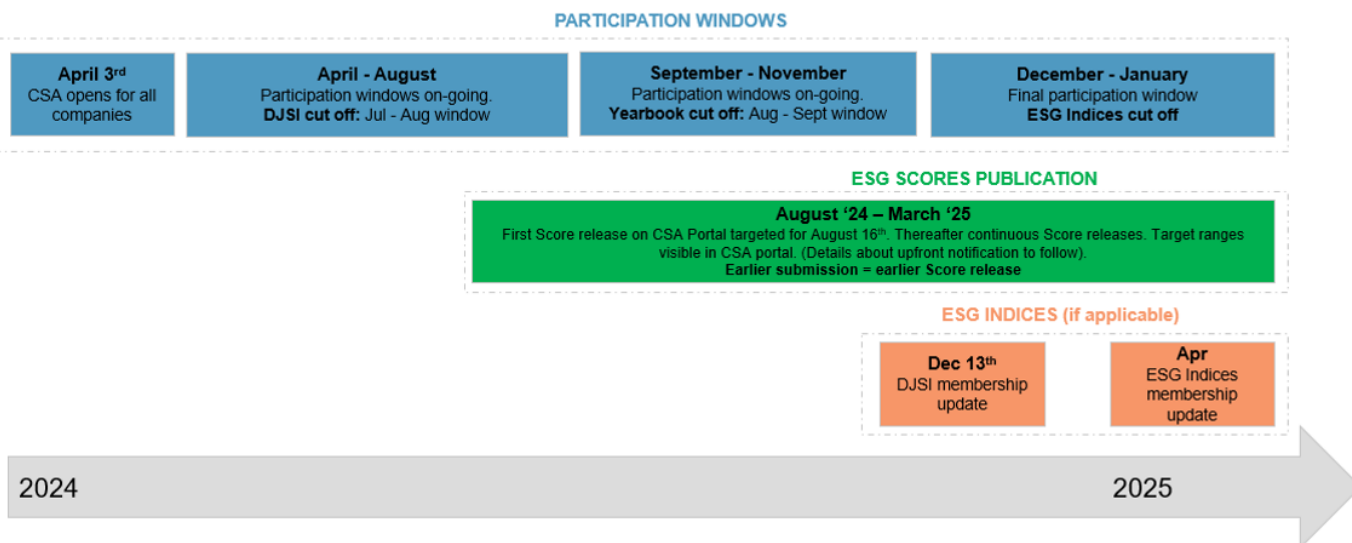 PARTICIPATION WINDOWS
April 3rd
CSA opens for all
companies
April - August
Participation windows on-going.
DJSI cut off: Jul - Aug window
September - November
Participation windows on-going.
Yearbook cut off: Aug - Sept window
December - January
Final participation window
ESG Indices cut off
ESG SCORES PUBLICATION
August ‘24 – March ‘25
First Score release on CSA Portal targeted for August 16th. Thereafter continuous Score releases. Target ranges
visible in CSA portal. (Details about upfront notification to follow).
Earlier submission = earlier Score release
ESG INDICES (if applicable)
Dec 13th
DJSI membership
update
Apr
ESG Indices
membership
update
2024
2025